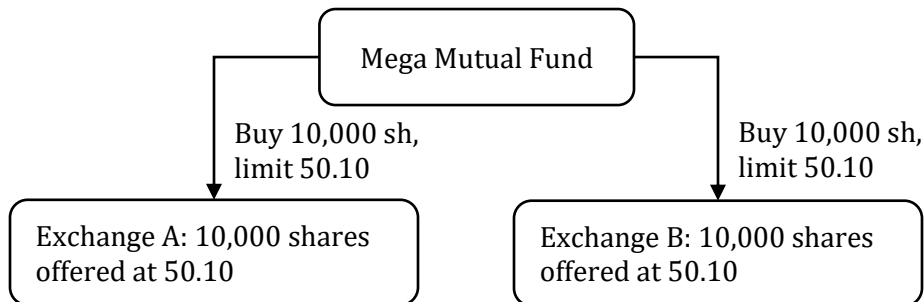 Mega Mutual Fund
Buy 10,000 sh,
limit 50.10
Buy 10,000 sh,
limit 50.10
Exchange A: 10,000 shares
offered at 50.10
Exchange B: 10,000 shares
offered at 50.10